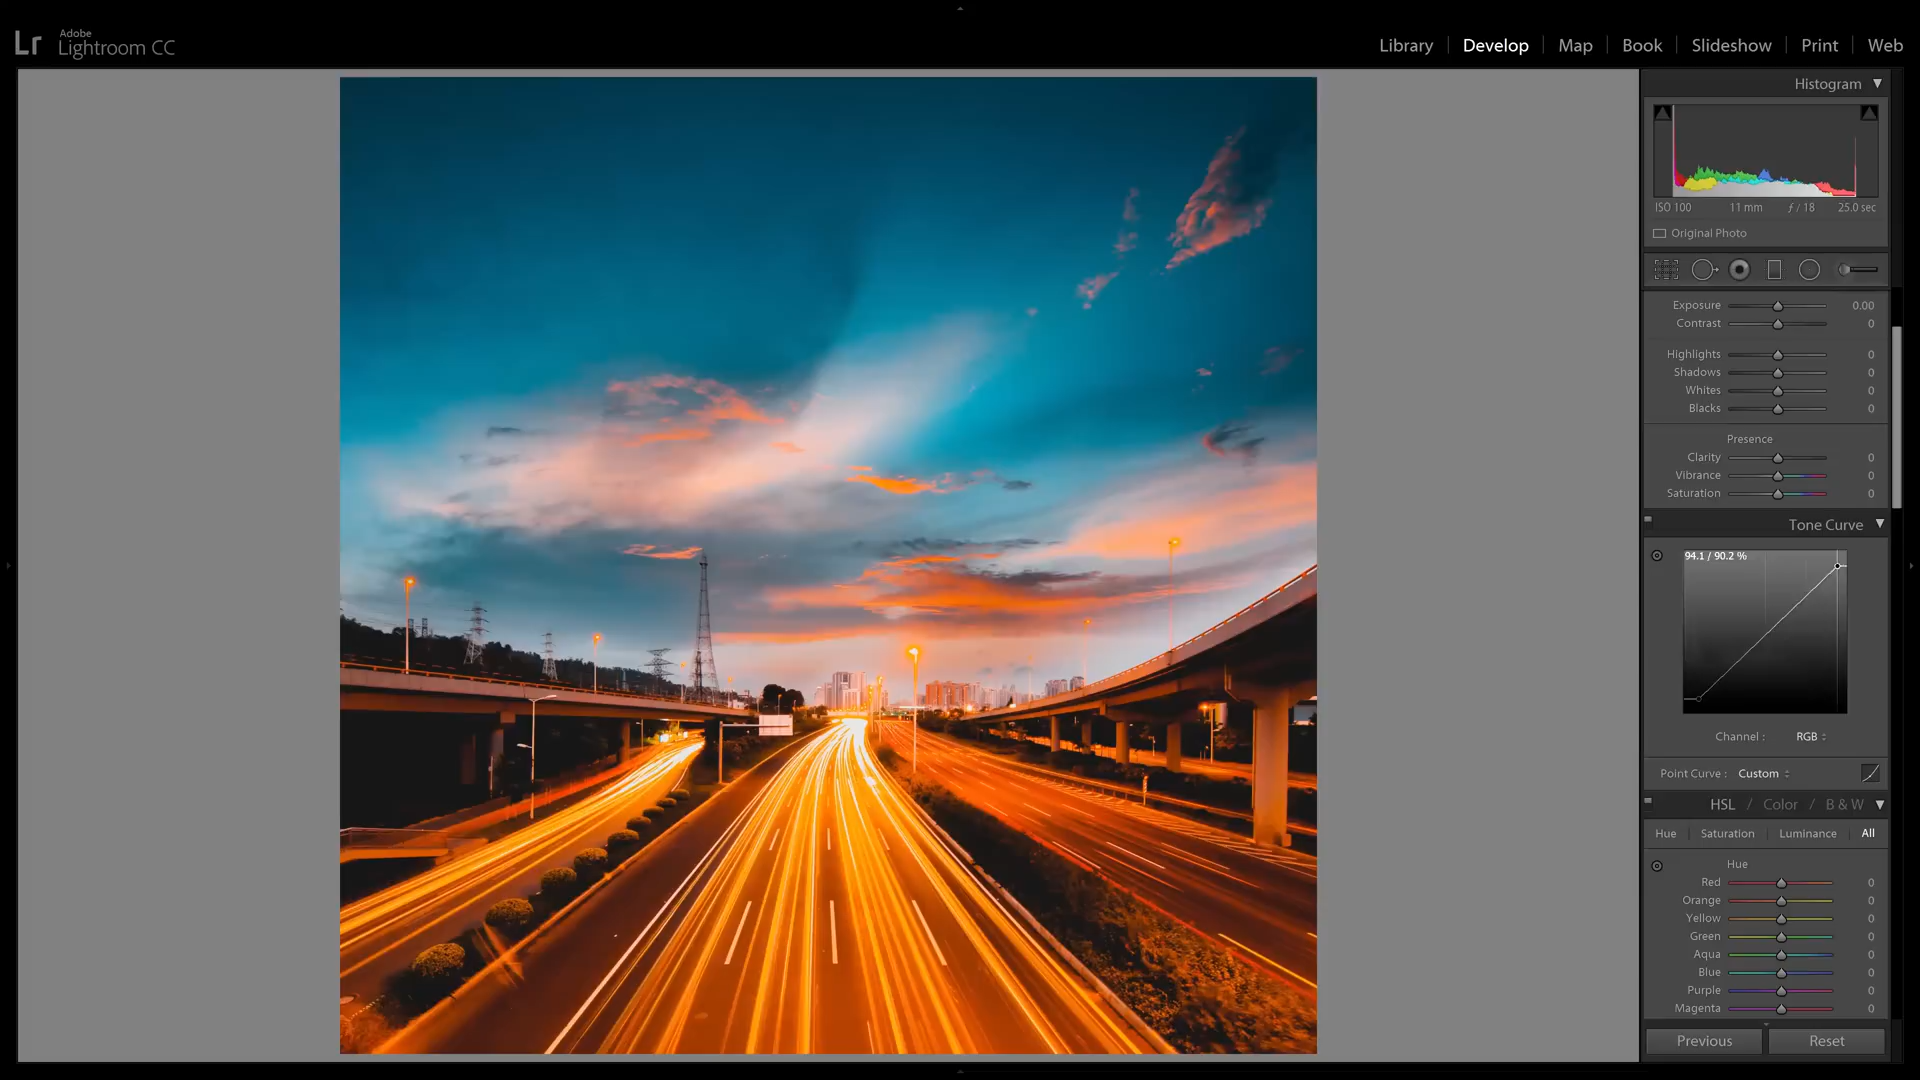 Lr
Adobe
Lightroom CC
Library Develop Map Book Slideshow Print Web
Histogram
ISO 100 11 mm ƒ / 18 25.0 sec
Original Photo
Exposure 0.00
Contrast 0
Highlights 0
Shadows 0
Whites 0
Blacks 0
Presence
Clarity 0
Vibrance 0
Saturation 0
Tone Curve
94.1 / 90.2 %
Channel : RGB
Point Curve : Custom
HSL / Color / B & W
Hue Saturation Luminance All
Hue
Red 0
Orange 0
Yellow 0
Green 0
Aqua 0
Blue 0
Purple 0
Magenta 0
Previous Reset